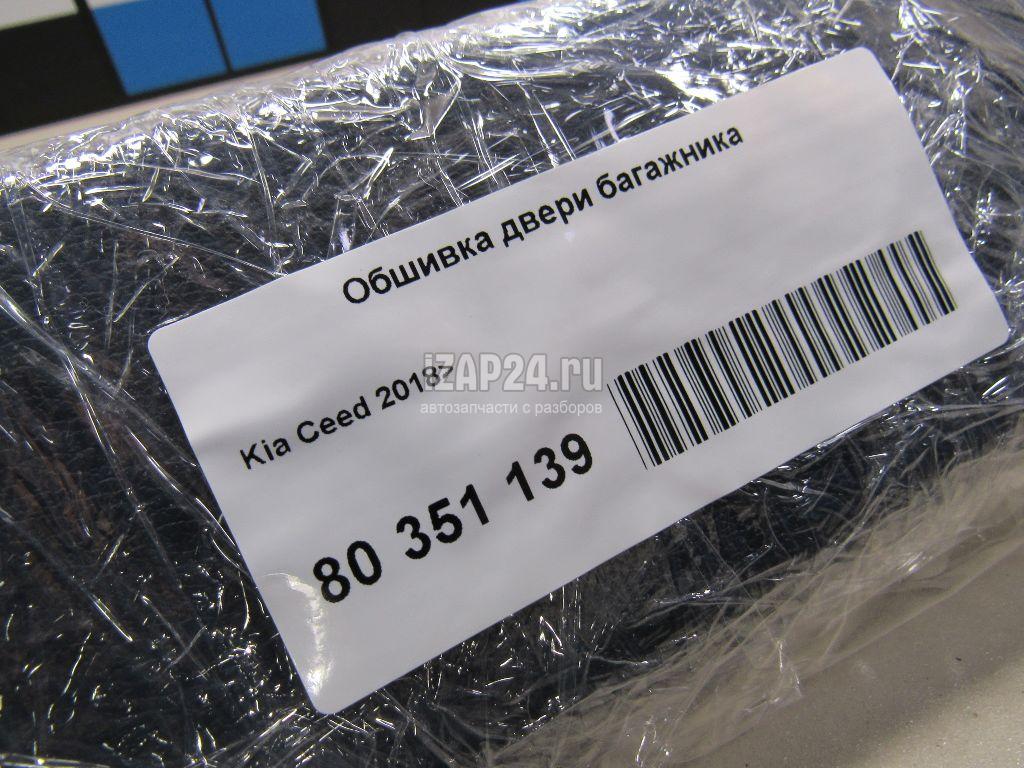 Обшивка двери багажника
Kia Ceed 2018>
iZAP24.ru
автозапчасти с разборов
80 351 139